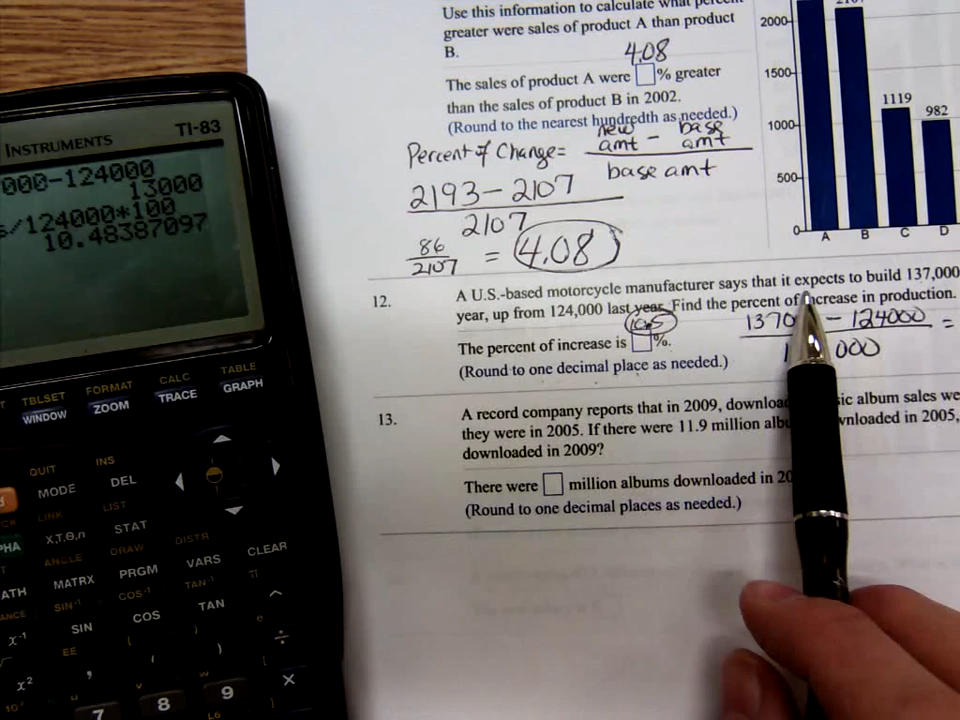 Use this information to calculate what percent
greater were sales of product A than product
B.
4.08
The sales of product A were % greater
than the sales of product B in 2002.
(Round to the nearest hundredth as needed.)
Percent of Change = new amt - base amt
base amt
2193 - 2107
2107
86
2107
= 4.08
2000
1500
1000
500
0
1119
982
A B C D
12. A U.S.-based motorcycle manufacturer says that it expects to build 137,000
year, up from 124,000 last year. Find the percent of increase in production.
10.5
- 124000 =
The percent of increase is %.
000
(Round to one decimal place as needed.)
13. A record company reports that in 2009, sic album sales we
they were in 2005. If there were 11.9 million wnloaded in 2005,
downloaded in 2009?
There were million albums downloaded in 20
(Round to one decimal places as needed.)
INSTRUMENTS TI-83
000-124000
13000
s/124000*100
10.48387097
TBLSET FORMAT CALC TABLE
WINDOW ZOOM TRACE GRAPH
QUIT INS
MODE DEL
LINK LIST
X,T,θ,n STAT
ANGLE DRAW DISTR
MATRX PRGM VARS CLEAR
SIN⁻¹ COS⁻¹ TAN⁻¹ π
x⁻¹ SIN COS TAN
EE { } e
x² , ( ) ÷
10ˣ u v w
7 8 9 ×
L6